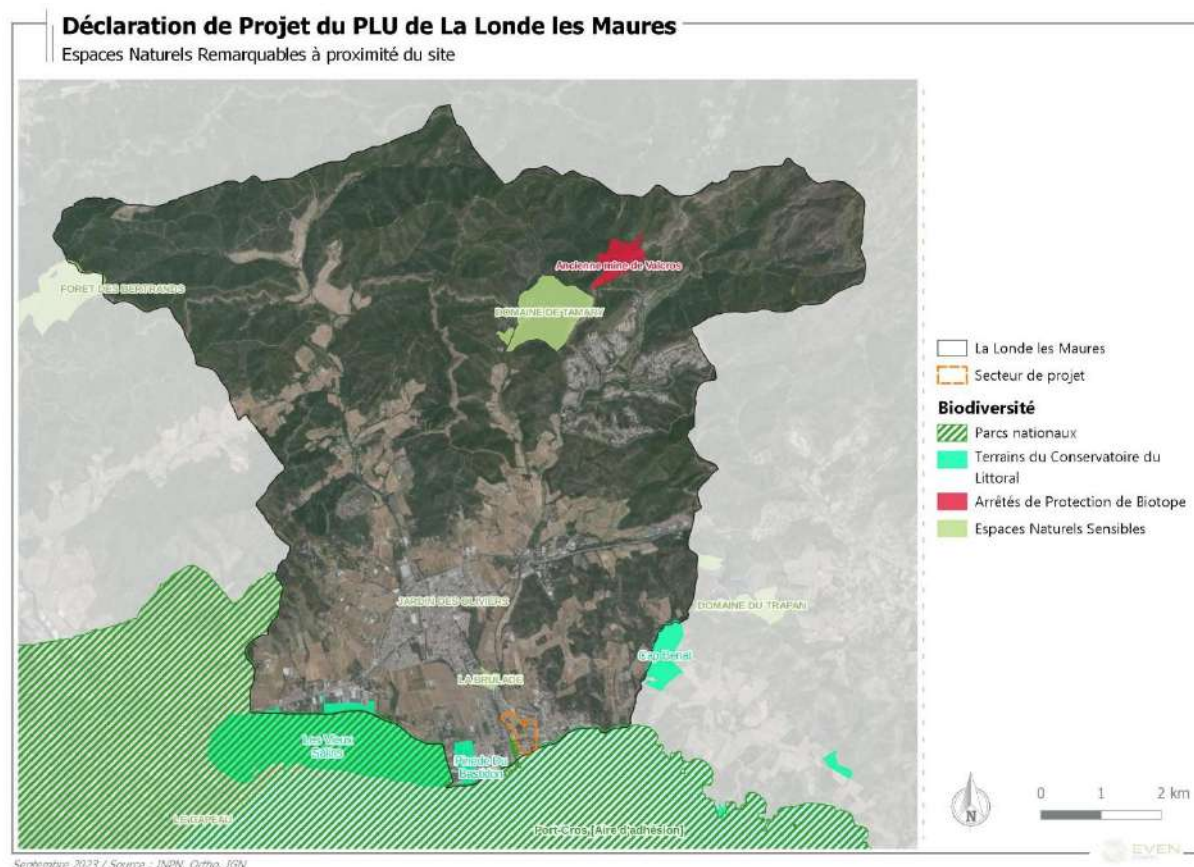 Déclaration de Projet du PLU de La Londe les Maures
Espaces Naturels Remarquables à proximité du site
Ancienne mine de Valcros
FORET DES BERTRANDS
DOMAINE DE TAMARY
La Londe les Maures
Secteur de projet
Biodiversité
Parcs nationaux
Terrains du Conservatoire du
Littoral
Arrêtés de Protection de Biotope
Espaces Naturels Sensibles
JARDIN DES OLIVIERS
DOMAINE DU TRAPAN
Cap Bénat
LA BRULADE
Les Vieux
Salins
Pinède Du
Bastidon
LE GAPEAU
Port-Cros [Aire d'adhésion]
N
0 1 2 km
Septembre 2023 / Source : INPN, Ortho, IGN
EVEN